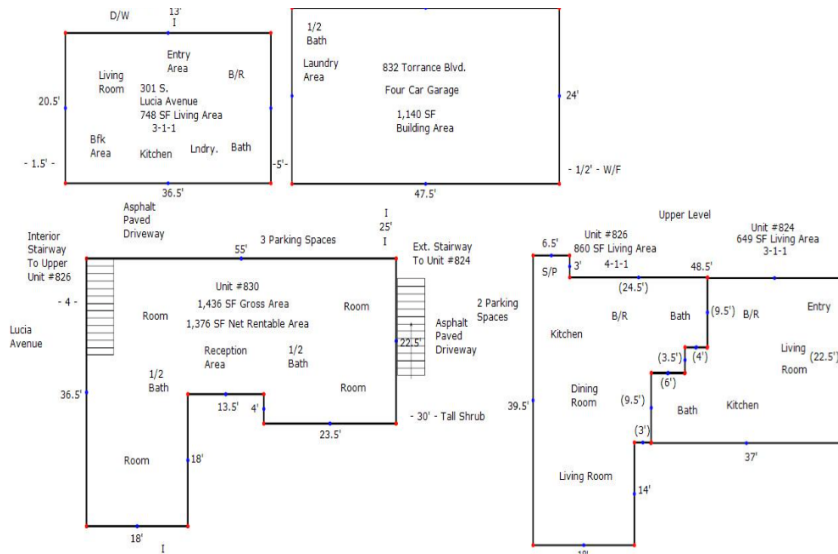 13'
D/W
I
Entry
Area
Living
Room
B/R
301 S.
Lucia Avenue
748 SF Living Area
3-1-1
20.5'
Bfk
Area
Kitchen
Lndry.
Bath
- 1.5' -
36.5'
-5'-
1/2
Bath
Laundry
Area
832 Torrance Blvd.
Four Car Garage
1,140 SF
Building Area
24'
- 1/2' - W/F
47.5'
Asphalt
Paved
Driveway
I
25'
I
Interior
Stairway
To Upper
Unit #826
3 Parking Spaces
55'
Ext. Stairway
To Unit #824
- 4 -
Unit #830
1,436 SF Gross Area
1,376 SF Net Rentable Area
Room
Room
Lucia
Avenue
Reception
Area
1/2
Bath
22.5'
Asphalt
Paved
Driveway
1/2
Bath
Room
36.5'
13.5'
4'
23.5'
- 30' - Tall Shrub
Room
18'
18'
I
Upper Level
Unit #826
860 SF Living Area
4-1-1
Unit #824
649 SF Living Area
3-1-1
6.5'
S/P
3'
(24.5')
48.5'
2 Parking
Spaces
B/R
Bath
(9.5')
B/R
Entry
Kitchen
(3.5')
(4')
Living
Room
(22.5')
(6')
Dining
Room
(9.5')
Bath
Kitchen
39.5'
(3')
37'
Living Room
14'
18'